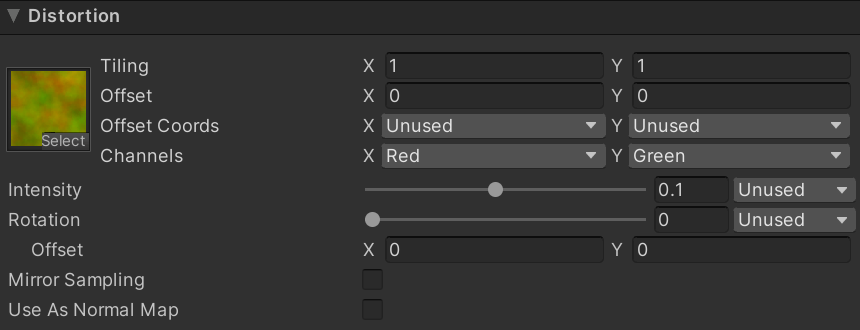 Distortion
Tiling X 1 Y 1
Offset X 0 Y 0
Offset Coords X Unused Y Unused
Select
Channels X Red Y Green
Intensity 0.1 Unused
Rotation 0 Unused
Offset X 0 Y 0
Mirror Sampling
Use As Normal Map